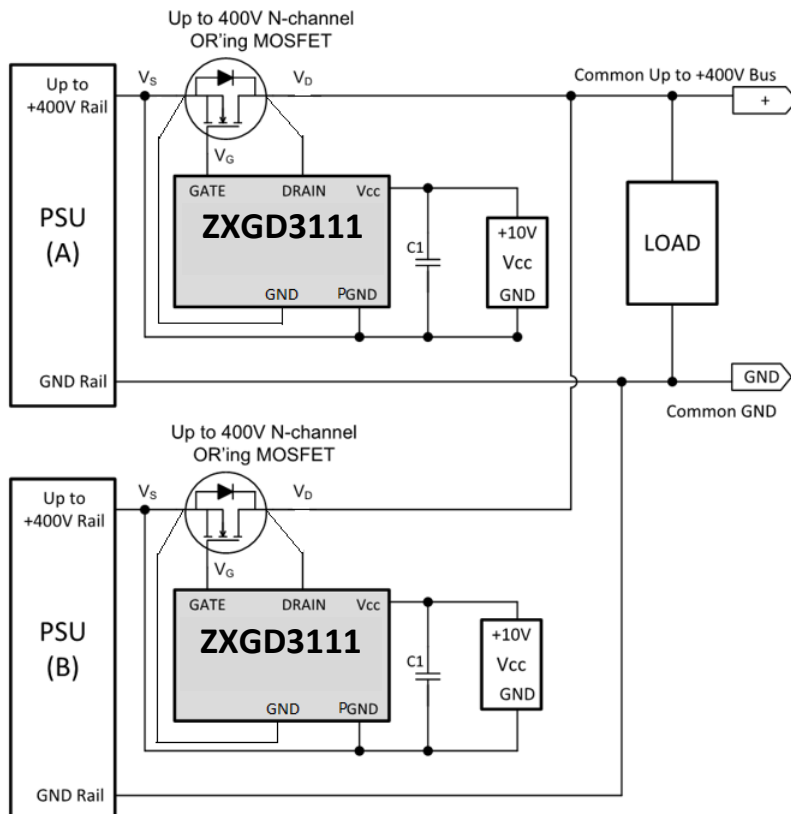 Up to 400V N-channel
OR'ing MOSFET
Up to
+400V Rail
VS
VD
Common Up to +400V Bus
+
VG
GATE
DRAIN
Vcc
ZXGD3111
PSU
(A)
C1
+10V
Vcc
GND
LOAD
GND
PGND
GND Rail
GND
Common GND
Up to 400V N-channel
OR'ing MOSFET
Up to
+400V Rail
VS
VD
VG
GATE
DRAIN
Vcc
ZXGD3111
PSU
(B)
C1
+10V
Vcc
GND
GND
PGND
GND Rail